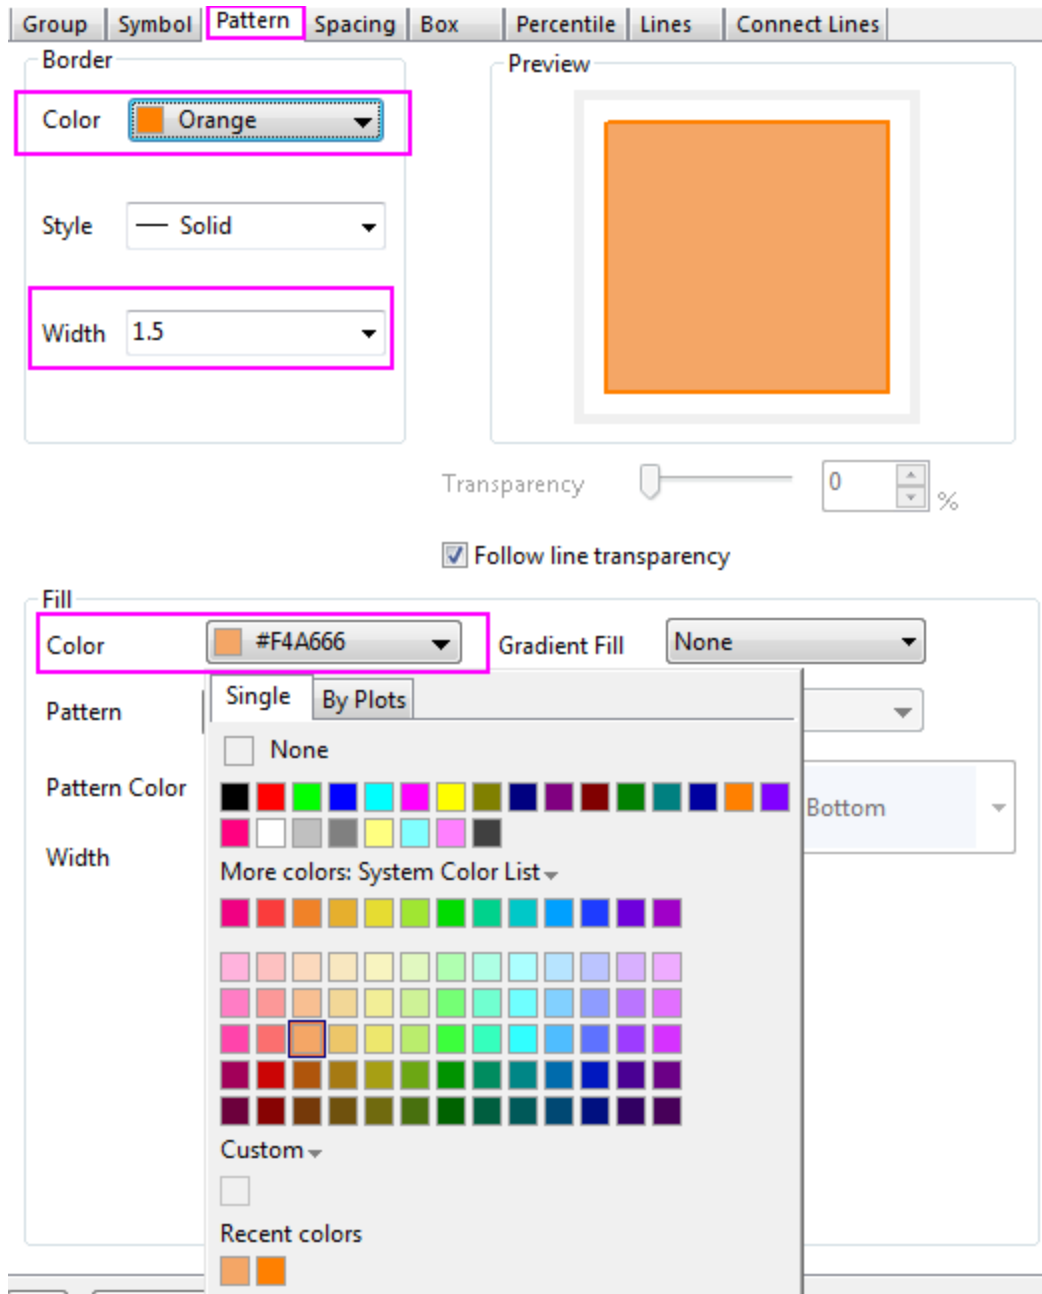 Group Symbol Pattern Spacing Box Percentile Lines Connect Lines
Border
Preview
Color Orange
Style Solid
Width 1.5
Transparency 0 %
Follow line transparency
Fill
Color #F4A666 Gradient Fill None
Pattern
Single By Plots
None
Pattern Color
Bottom
Width
More colors: System Color List
Custom
Recent colors